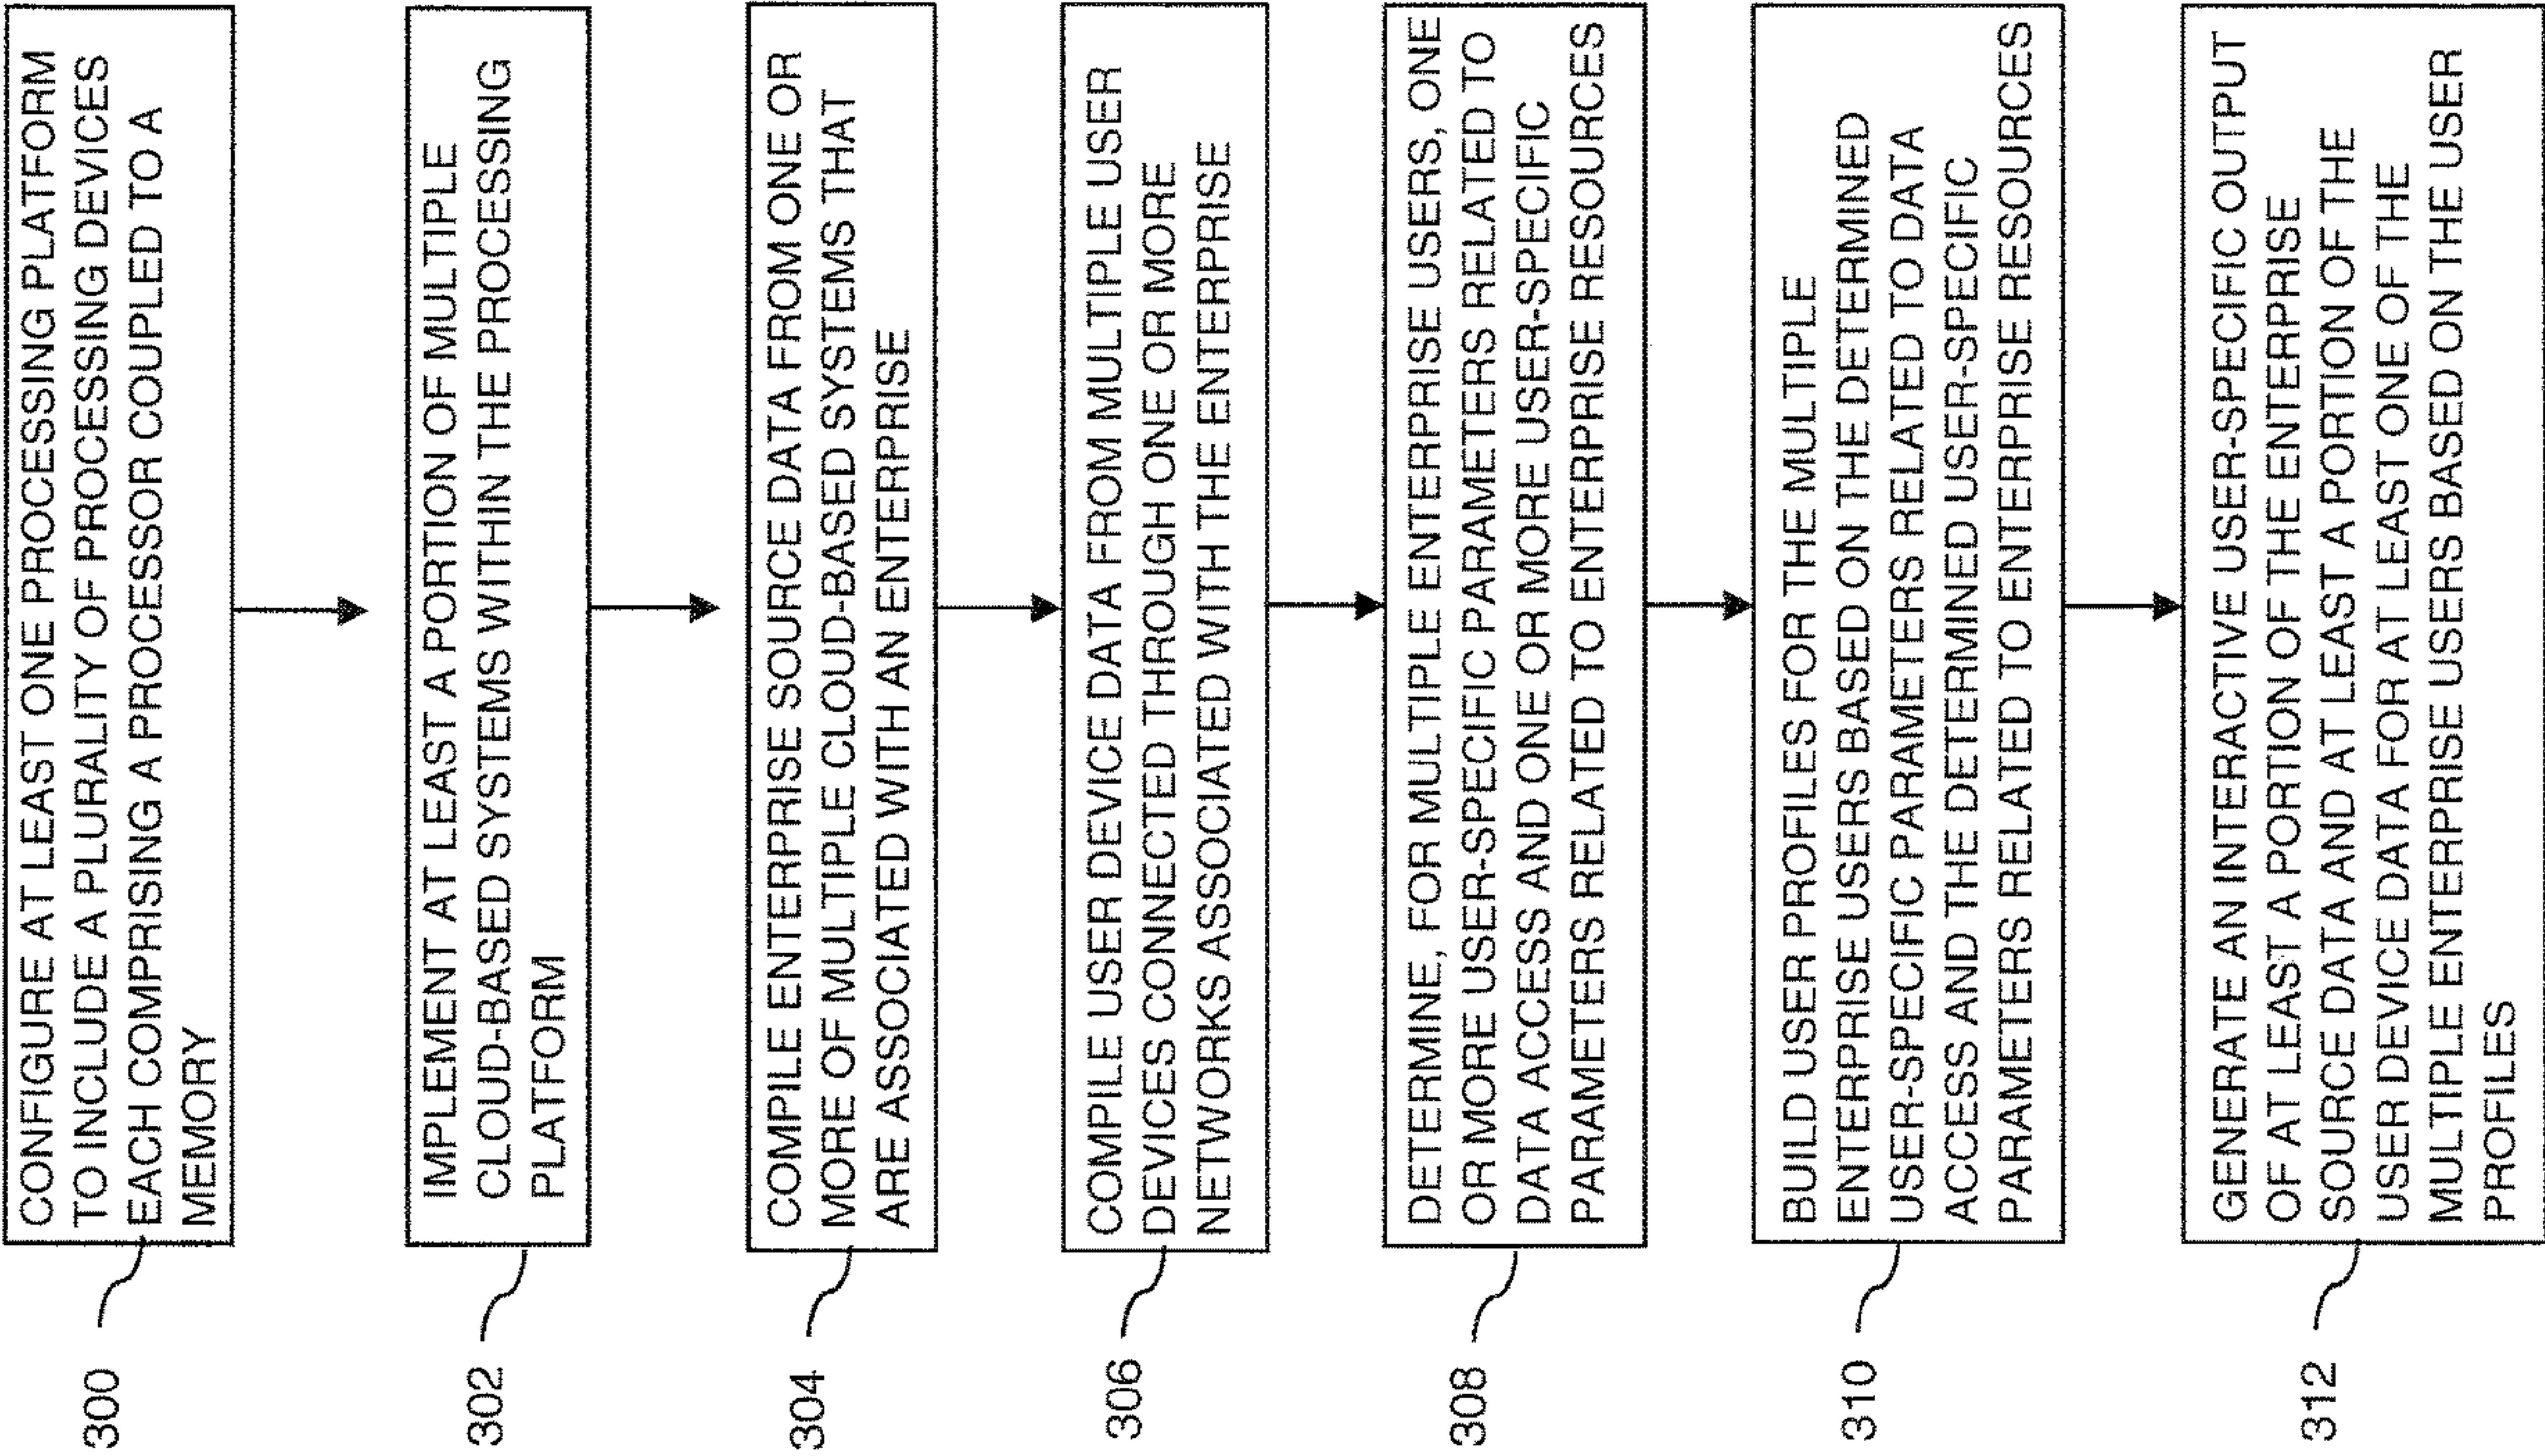 300
CONFIGURE AT LEAST ONE PROCESSING PLATFORM
TO INCLUDE A PLURALITY OF PROCESSING DEVICES
EACH COMPRISING A PROCESSOR COUPLED TO A
MEMORY
302
IMPLEMENT AT LEAST A PORTION OF MULTIPLE
CLOUD-BASED SYSTEMS WITHIN THE PROCESSING
PLATFORM
304
COMPILE ENTERPRISE SOURCE DATA FROM ONE OR
MORE OF MULTIPLE CLOUD-BASED SYSTEMS THAT
ARE ASSOCIATED WITH AN ENTERPRISE
306
COMPILE USER DEVICE DATA FROM MULTIPLE USER
DEVICES CONNECTED THROUGH ONE OR MORE
NETWORKS ASSOCIATED WITH THE ENTERPRISE
308
DETERMINE, FOR MULTIPLE ENTERPRISE USERS, ONE
OR MORE USER-SPECIFIC PARAMETERS RELATED TO
DATA ACCESS AND ONE OR MORE USER-SPECIFIC
PARAMETERS RELATED TO ENTERPRISE RESOURCES
310
BUILD USER PROFILES FOR THE MULTIPLE
ENTERPRISE USERS BASED ON THE DETERMINED
USER-SPECIFIC PARAMETERS RELATED TO DATA
ACCESS AND THE DETERMINED USER-SPECIFIC
PARAMETERS RELATED TO ENTERPRISE RESOURCES
312
GENERATE AN INTERACTIVE USER-SPECIFIC OUTPUT
OF AT LEAST A PORTION OF THE ENTERPRISE
SOURCE DATA AND AT LEAST A PORTION OF THE
USER DEVICE DATA FOR AT LEAST ONE OF THE
MULTIPLE ENTERPRISE USERS BASED ON THE USER
PROFILES